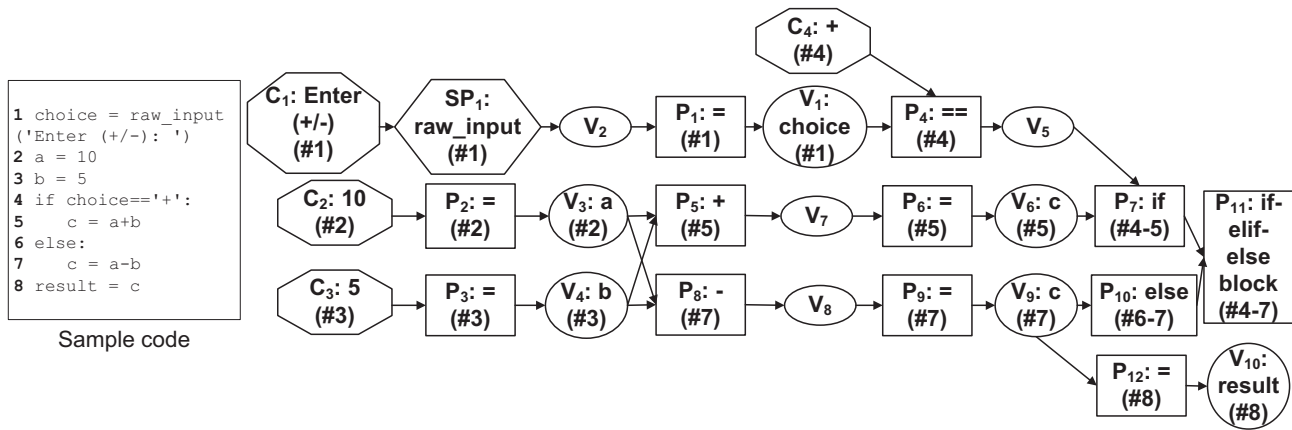 1 choice = raw_input
('Enter (+/-): ')
2 a = 10
3 b = 5
4 if choice=='+':
5    c = a+b
6 else:
7    c = a-b
8 result = c
Sample code
C4: +
(#4)
C1: Enter
(+/-)
(#1)
SP1:
raw_input
(#1)
V2
P1: =
(#1)
V1:
choice
(#1)
P4: ==
(#4)
V5
C2: 10
(#2)
P2: =
(#2)
V3: a
(#2)
P5: +
(#5)
V7
P6: =
(#5)
V6: c
(#5)
P7: if
(#4-5)
P11: if-
elif-
else
block
(#4-7)
C3: 5
(#3)
P3: =
(#3)
V4: b
(#3)
P8: -
(#7)
V8
P9: =
(#7)
V9: c
(#7)
P10: else
(#6-7)
P12: =
(#8)
V10:
result
(#8)